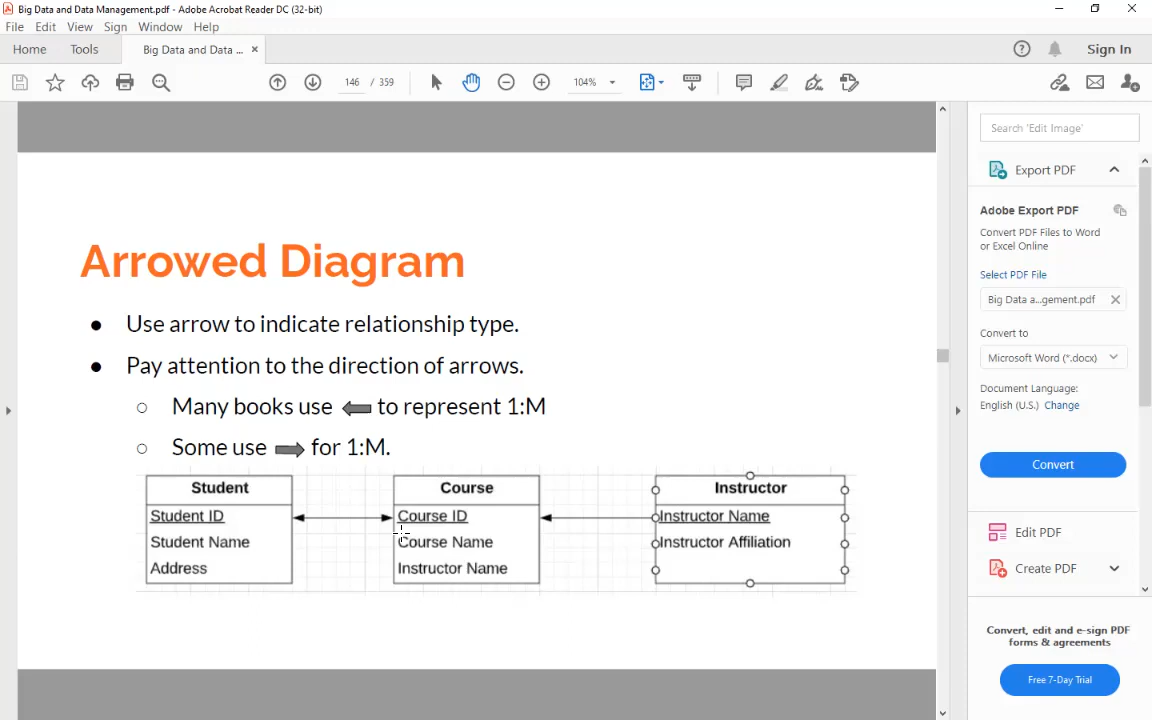 Big Data and Data Management.pdf - Adobe Acrobat Reader DC (32-bit)
File Edit View Sign Window Help
Home Tools Big Data and Data ... × Sign In
146 / 359 104%
Search 'Edit Image'
Export PDF
Adobe Export PDF
Convert PDF Files to Word
or Excel Online
Select PDF File
Big Data a...gement.pdf
Convert to
Microsoft Word (*.docx)
Document Language:
English (U.S.) Change
Convert
Edit PDF
Create PDF
Convert, edit and e-sign PDF
forms & agreements
Free 7-Day Trial
Arrowed Diagram
● Use arrow to indicate relationship type.
● Pay attention to the direction of arrows.
○ Many books use to represent 1:M
○ Some use for 1:M.
Student
Student ID
Student Name
Address
Course
Course ID
Course Name
Instructor Name
Instructor
Instructor Name
Instructor Affiliation